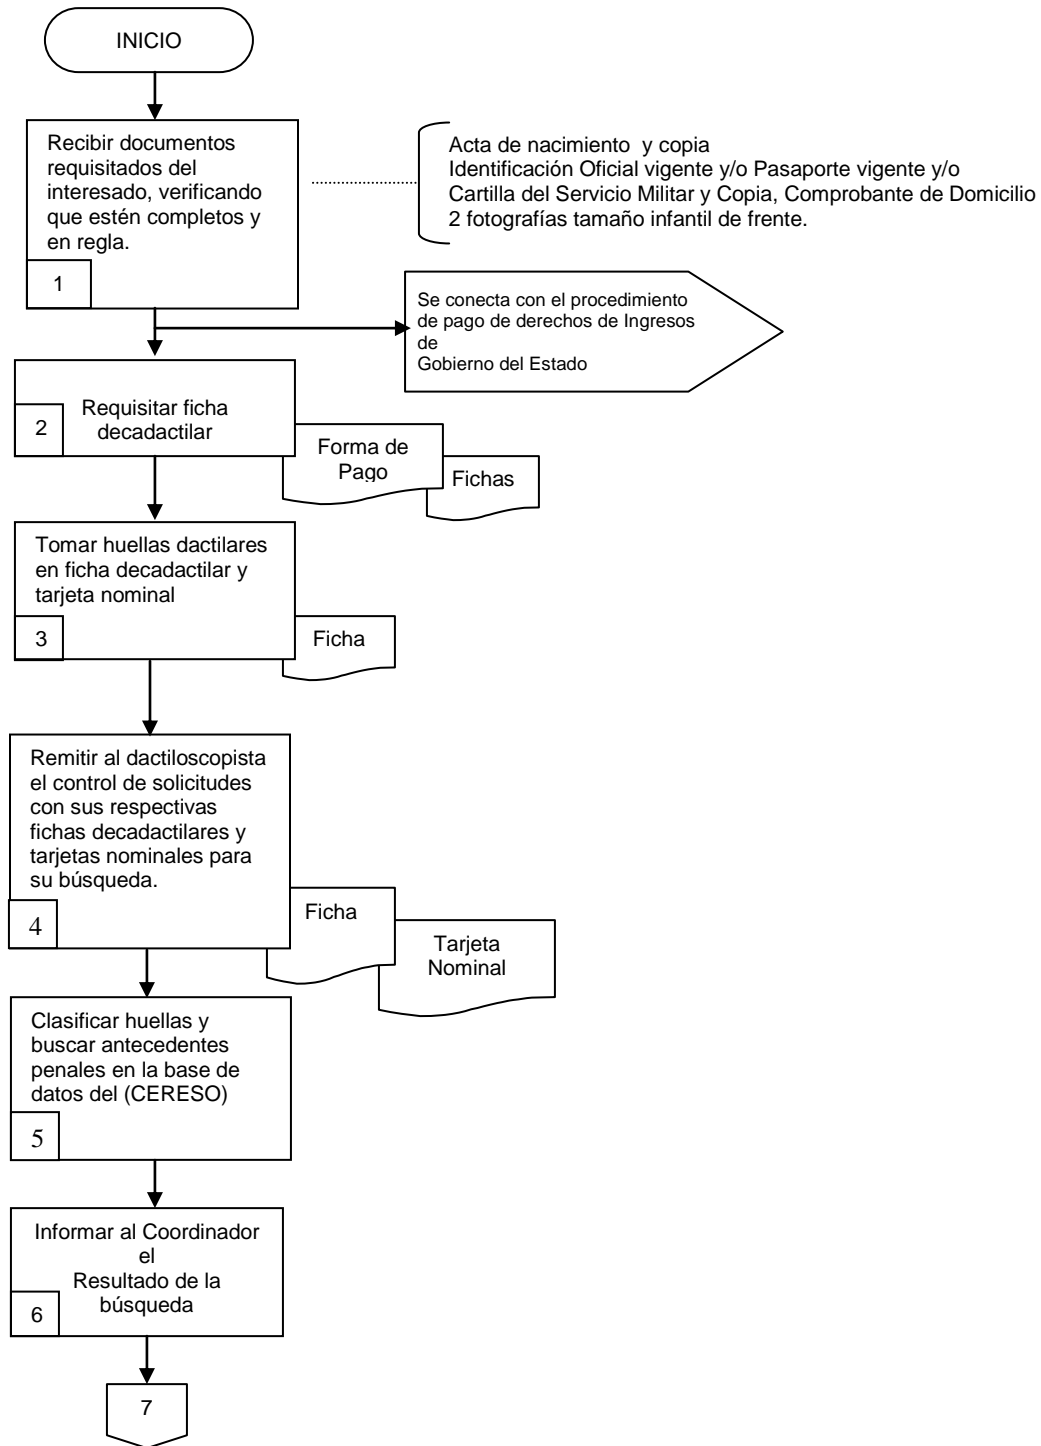 INICIO
Recibir documentos
requisitados del
interesado, verificando
que estén completos y
en regla.
1
Acta de nacimiento y copia
Identificación Oficial vigente y/o Pasaporte vigente y/o
Cartilla del Servicio Militar y Copia, Comprobante de Domicilio
2 fotografías tamaño infantil de frente.
Se conecta con el procedimiento
de pago de derechos de Ingresos
de
Gobierno del Estado
Requisitar ficha
decadactilar
2
Forma de
Pago
Fichas
Tomar huellas dactilares
en ficha decadactilar y
tarjeta nominal
3
Ficha
Remitir al dactiloscopista
el control de solicitudes
con sus respectivas
fichas decadactilares y
tarjetas nominales para
su búsqueda.
4
Ficha
Tarjeta
Nominal
Clasificar huellas y
buscar antecedentes
penales en la base de
datos del (CERESO)
5
Informar al Coordinador
el
Resultado de la
búsqueda
6
7